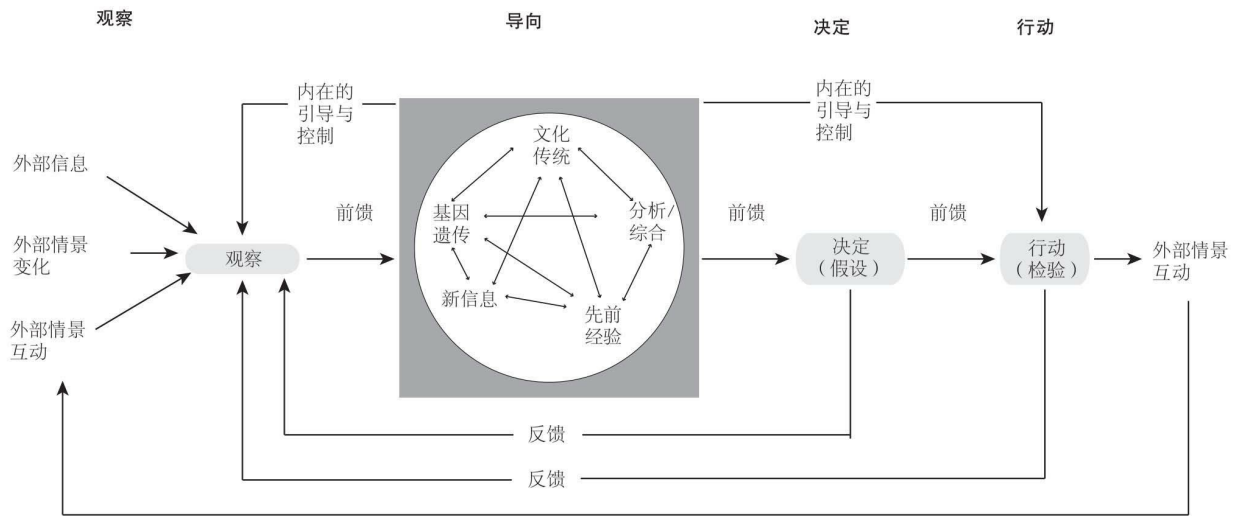 观察
导向
决定
行动
内在的
引导与
控制
内在的
引导与
控制
外部信息
外部情景
变化
外部情景
互动
观察
前馈
文化
传统
基因
遗传
分析/
综合
新信息
先前
经验
前馈
决定
（假设）
前馈
行动
（检验）
外部情景
互动
反馈
反馈